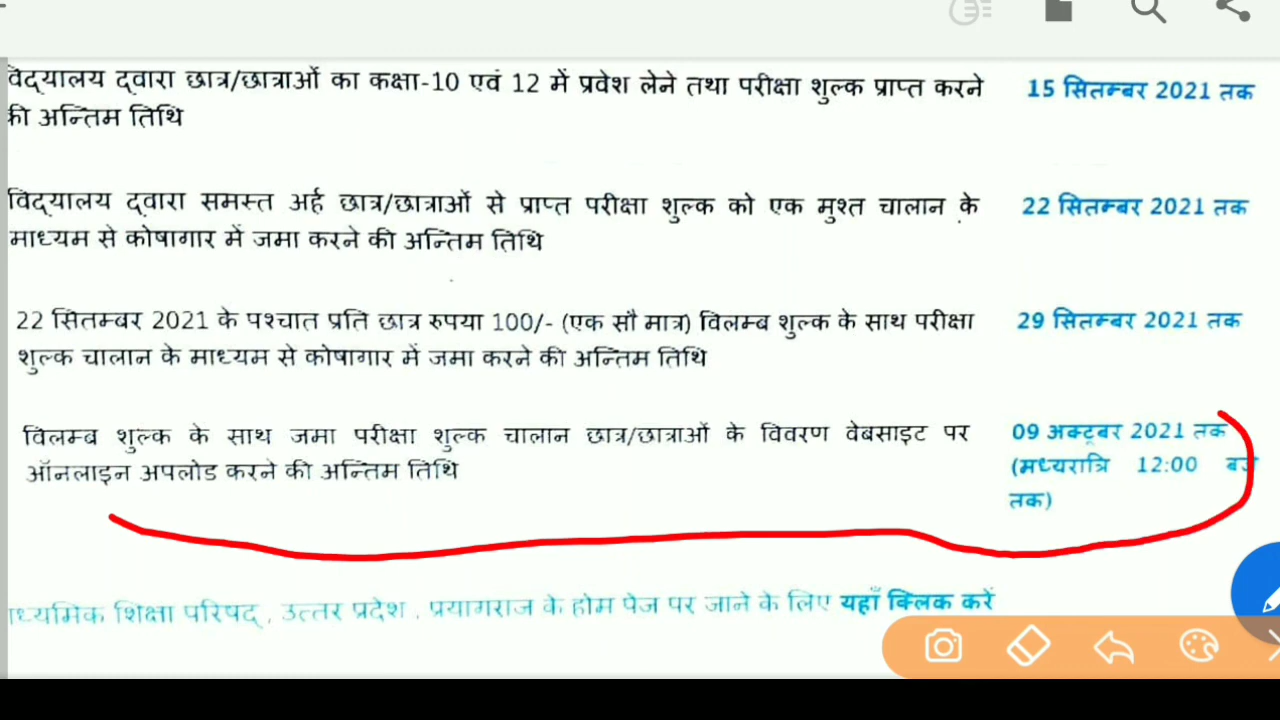 विद्यालय द्वारा छात्र/छात्राओं का कक्षा-10 एवं 12 में प्रवेश लेने तथा परीक्षा शुल्क प्राप्त करने 15 सितम्बर 2021 तक
की अन्तिम तिथि
विद्यालय द्वारा समस्त अर्ह छात्र/छात्राओं से प्राप्त परीक्षा शुल्क को एक मुश्त चालान के 22 सितम्बर 2021 तक
माध्यम से कोषागार में जमा करने की अन्तिम तिथि
22 सितम्बर 2021 के पश्चात प्रति छात्र रुपया 100/- (एक सौ मात्र) विलम्ब शुल्क के साथ परीक्षा 29 सितम्बर 2021 तक
शुल्क चालान के माध्यम से कोषागार में जमा करने की अन्तिम तिथि
विलम्ब शुल्क के साथ जमा परीक्षा शुल्क चालान छात्र/छात्राओं के विवरण वेबसाइट पर 09 अक्टूबर 2021 तक
ऑनलाइन अपलोड करने की अन्तिम तिथि (मध्यरात्रि 12:00 बजे
तक)
ाध्यमिक शिक्षा परिषद्, उत्तर प्रदेश, प्रयागराज के होम पेज पर जाने के लिए यहाँ क्लिक करें